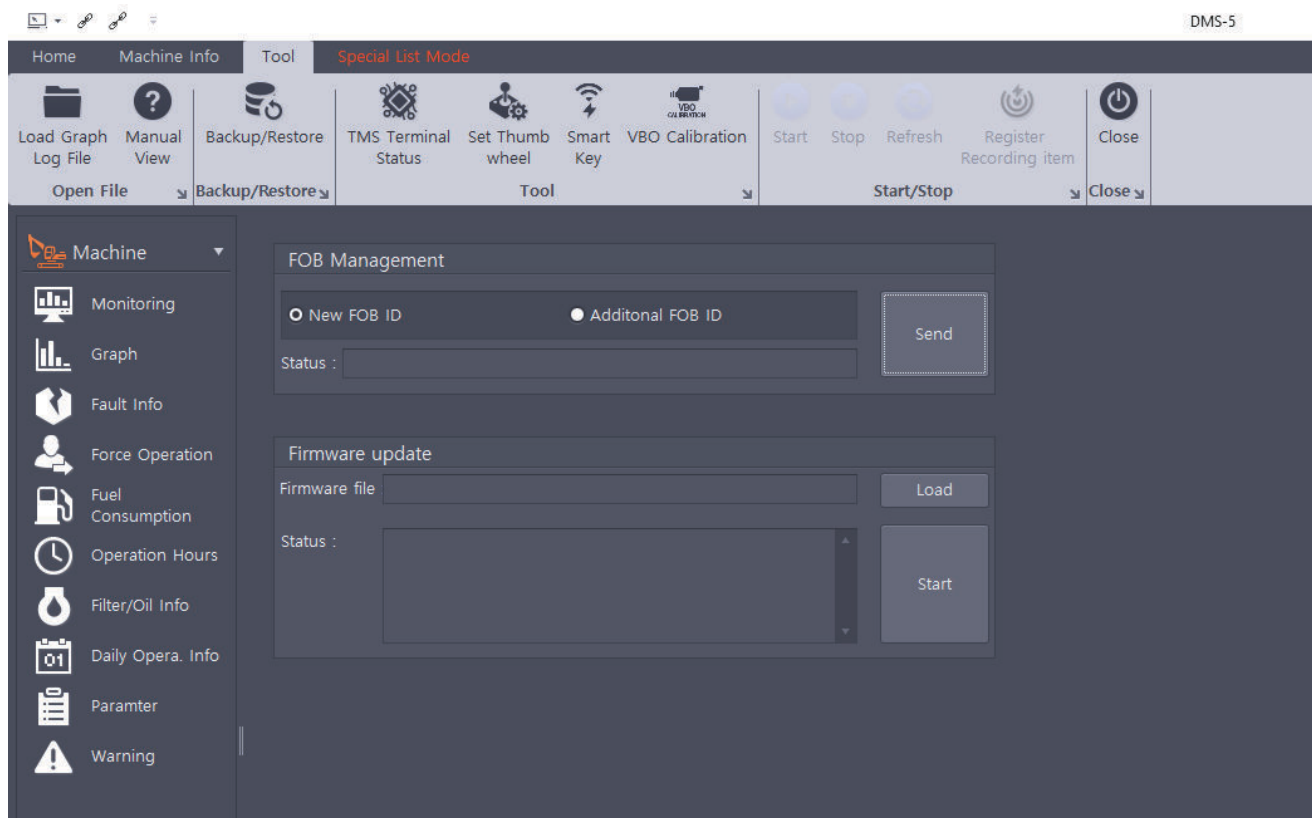 DMS-5
Home Machine Info Tool Special List Mode
Load Graph
Log File
Manual
View
Backup/Restore
TMS Terminal
Status
Set Thumb
wheel
Smart
Key
VBO
CALIBRATION
VBO Calibration
Start
Stop
Refresh
Register
Recording item
Close
Open File
Backup/Restore
Tool
Start/Stop
Close
Machine
Monitoring
Graph
Fault Info
Force Operation
Fuel
Consumption
Operation Hours
Filter/Oil Info
01
Daily Opera. Info
Paramter
Warning
FOB Management
New FOB ID
Additonal FOB ID
Send
Status :
Firmware update
Firmware file
Load
Status :
Start